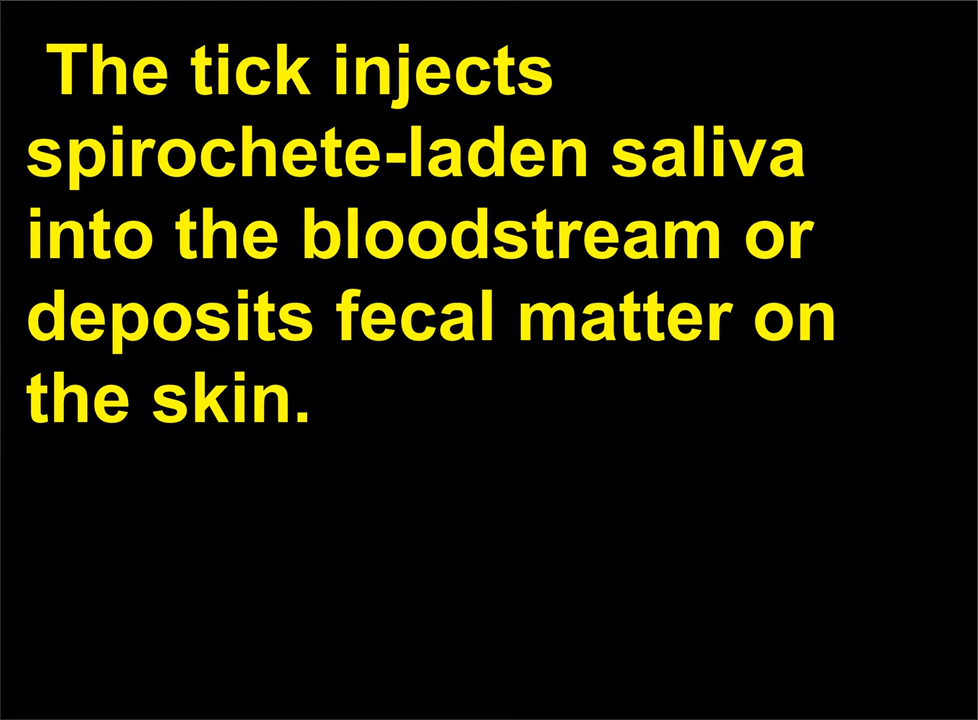 The tick injects
spirochete-laden saliva
into the bloodstream or
deposits fecal matter on
the skin.